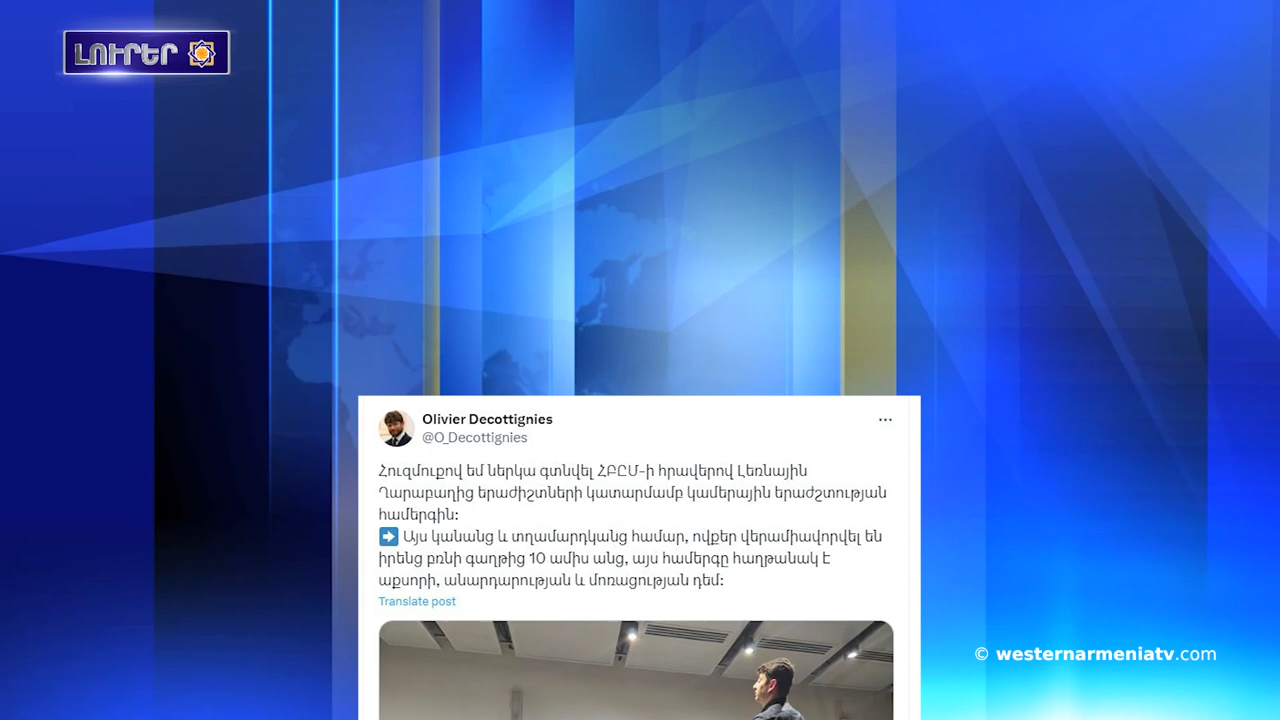 ԼՈՒՐԵՐ
Olivier Decottignies
@O_Decottignies
Հուզմունքով եմ ներկա գտնվել ՀԲԸՄ-ի հրավերով Լեռնային
Ղարաբաղից երաժիշտների կատարմամբ կամերային երաժշտության
համերգին:
Այս կանանց և տղամարդկանց համար, ովքեր վերամիավորվել են
իրենց բռնի գաղթից 10 ամիս անց, այս համերգը հաղթանակ է
աքսորի, անարդարության և մոռացության դեմ:
Translate post
© westernarmeniatv.com